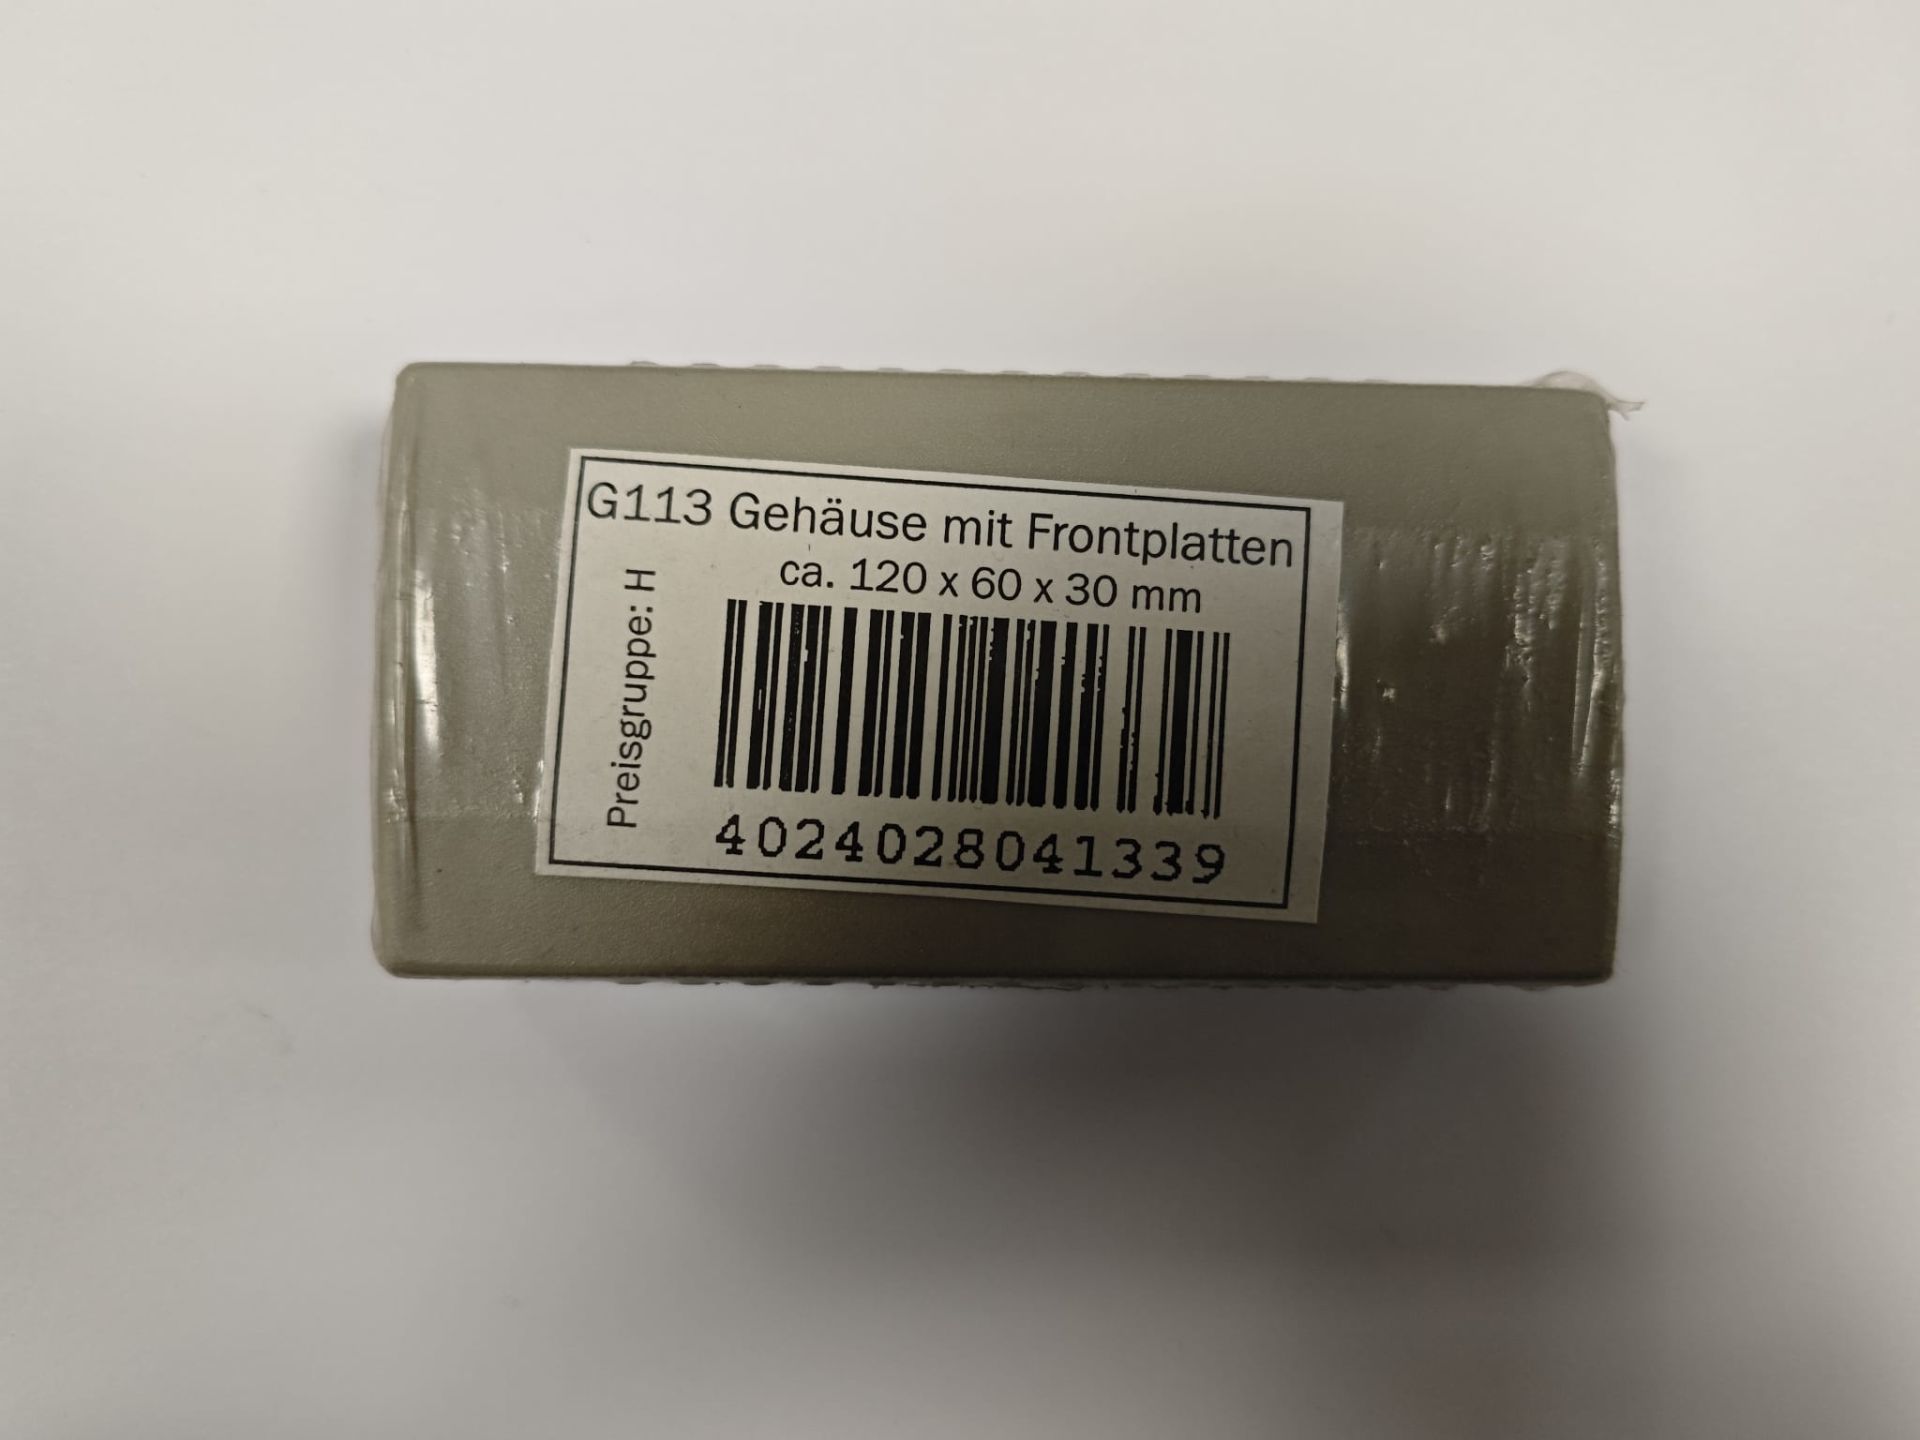 G113 Gehäuse mit Frontplatten
ca. 120 x 60 x 30 mm
Preisgruppe: H
4024028041339